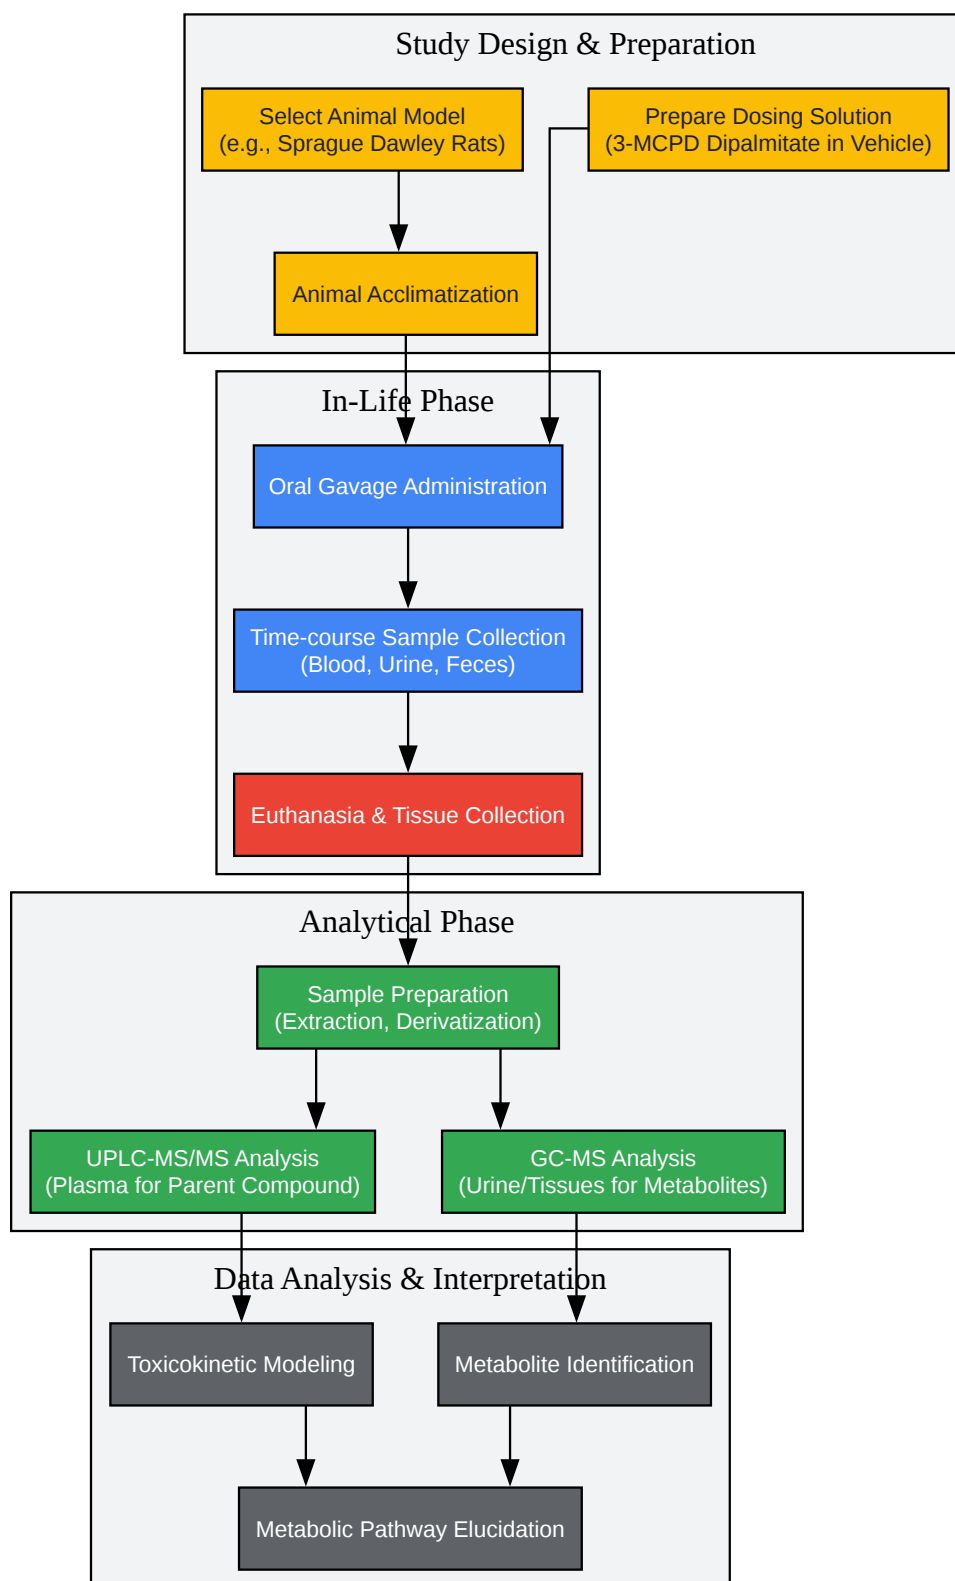 Study Design & Preparation
Select Animal Model
(e.g., Sprague Dawley Rats)
Prepare Dosing Solution
(3-MCPD Dipalmitate in Vehicle)
Animal Acclimatization
In-Life Phase
Oral Gavage Administration
Time-course Sample Collection
(Blood, Urine, Feces)
Euthanasia & Tissue Collection
Analytical Phase
Sample Preparation
(Extraction, Derivatization)
UPLC-MS/MS Analysis
(Plasma for Parent Compound)
GC-MS Analysis
(Urine/Tissues for Metabolites)
Data Analysis & Interpretation
Toxicokinetic Modeling
Metabolite Identification
Metabolic Pathway Elucidation